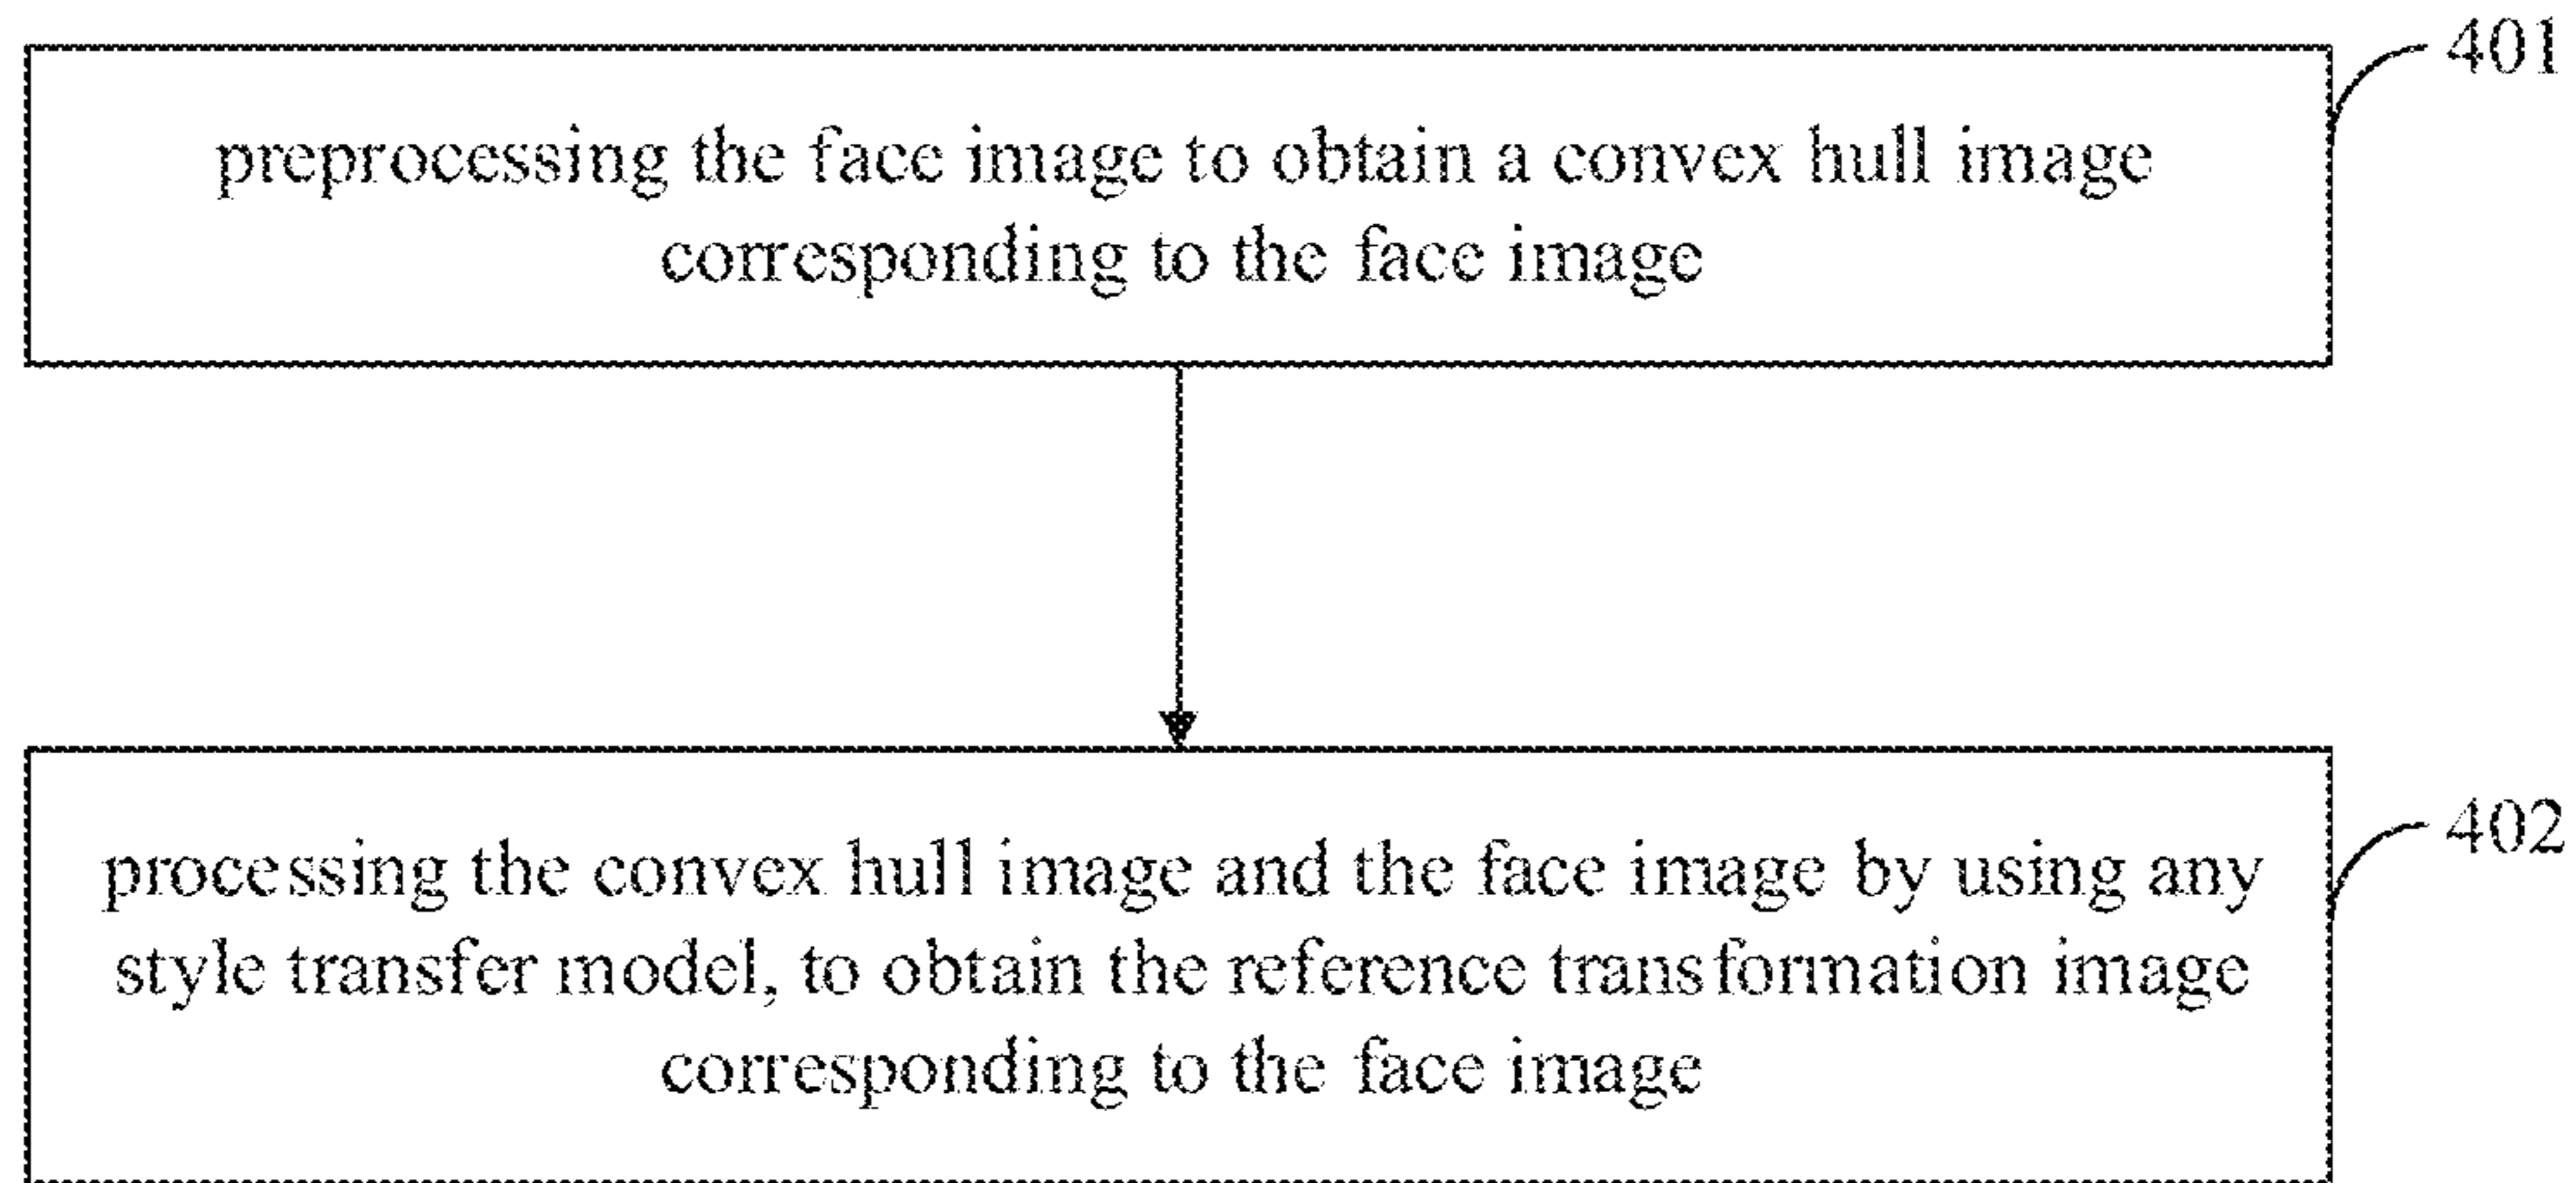 401
preprocessing the face image to obtain a convex hull image
corresponding to the face image
402
processing the convex hull image and the face image by using any
style transfer model, to obtain the reference transformation image
corresponding to the face image